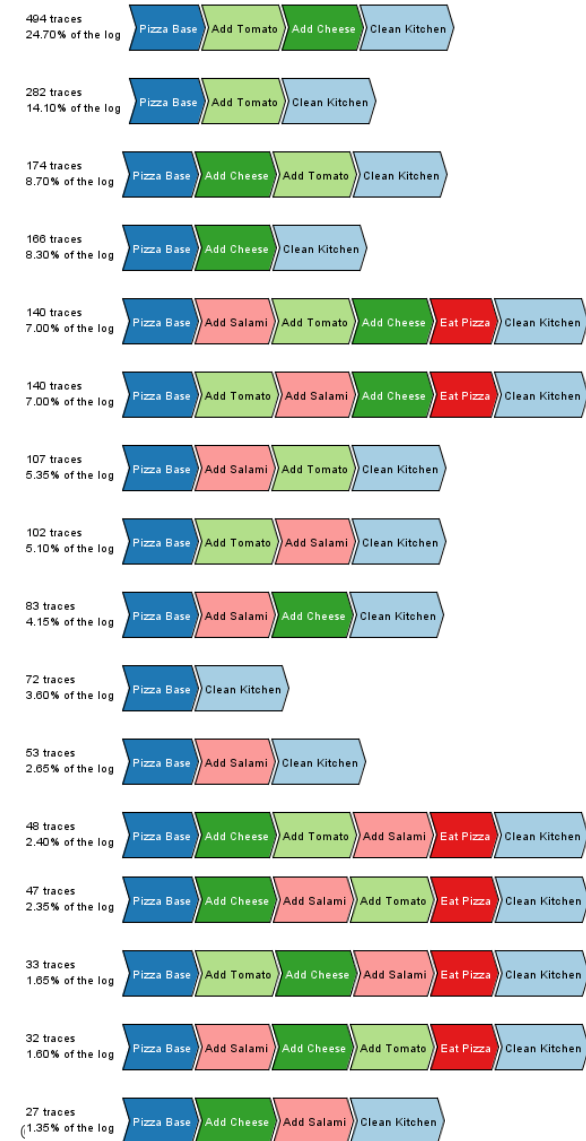 494 traces
24.70% of the log
Pizza Base Add Tomato Add Cheese Clean Kitchen
282 traces
14.10% of the log
Pizza Base Add Tomato Clean Kitchen
174 traces
8.70% of the log
Pizza Base Add Cheese Add Tomato Clean Kitchen
166 traces
8.30% of the log
Pizza Base Add Cheese Clean Kitchen
140 traces
7.00% of the log
Pizza Base Add Salami Add Tomato Add Cheese Eat Pizza Clean Kitchen
140 traces
7.00% of the log
Pizza Base Add Tomato Add Salami Add Cheese Eat Pizza Clean Kitchen
107 traces
5.35% of the log
Pizza Base Add Salami Add Tomato Clean Kitchen
102 traces
5.10% of the log
Pizza Base Add Tomato Add Salami Clean Kitchen
83 traces
4.15% of the log
Pizza Base Add Salami Add Cheese Clean Kitchen
72 traces
3.60% of the log
Pizza Base Clean Kitchen
53 traces
2.65% of the log
Pizza Base Add Salami Clean Kitchen
48 traces
2.40% of the log
Pizza Base Add Cheese Add Tomato Add Salami Eat Pizza Clean Kitchen
47 traces
2.35% of the log
Pizza Base Add Cheese Add Salami Add Tomato Eat Pizza Clean Kitchen
33 traces
1.65% of the log
Pizza Base Add Tomato Add Cheese Add Salami Eat Pizza Clean Kitchen
32 traces
1.60% of the log
Pizza Base Add Salami Add Cheese Add Tomato Eat Pizza Clean Kitchen
27 traces
(1.35% of the log
Pizza Base Add Cheese Add Salami Clean Kitchen